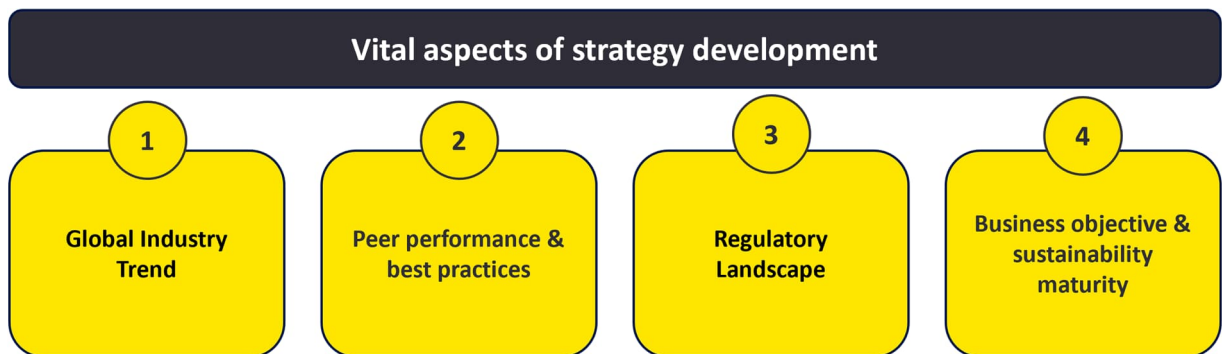 Vital aspects of strategy development
1
2
3
4
Global Industry
Trend
Peer performance &
best practices
Regulatory
Landscape
Business objective &
sustainability
maturity